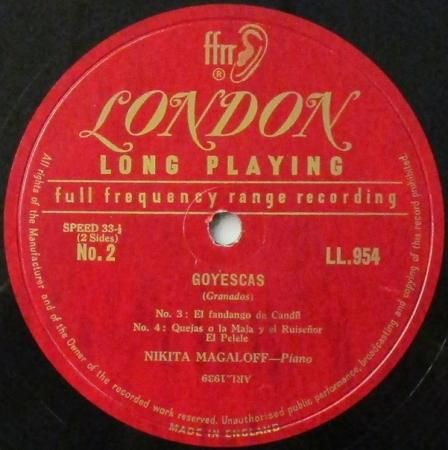 ffrr
®
LONDON
LONG PLAYING
full frequency range recording
SPEED 33-⅓
(2 Sides)
No. 2
LL.954
GOYESCAS
(Granados)
No. 3 : El fandango de Candil
No. 4 : Quejas o la Maja y el Ruiseñor
El Pelele
NIKITA MAGALOFF—Piano
ARL.1939
All rights of the Manufacturer and of the Owner of the recorded work reserved. Unauthorised public performance, broadcasting and copying of this record prohibited.
MADE IN ENGLAND